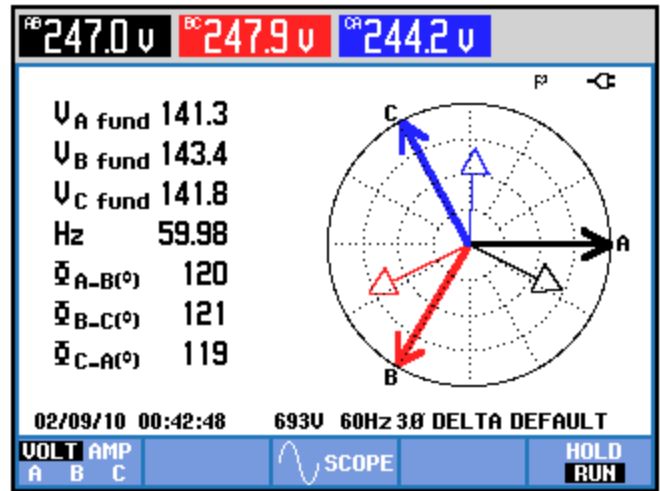 AB 247.0 V BC 247.9 V CA 244.2 V
VA fund 141.3
VB fund 143.4
VC fund 141.8
Hz 59.98
ΦA-B(°) 120
ΦB-C(°) 121
ΦC-A(°) 119
C
A
B
02/09/10 00:42:48 693V 60Hz 3Ø DELTA DEFAULT
VOLT AMP
A B C
SCOPE
HOLD
RUN